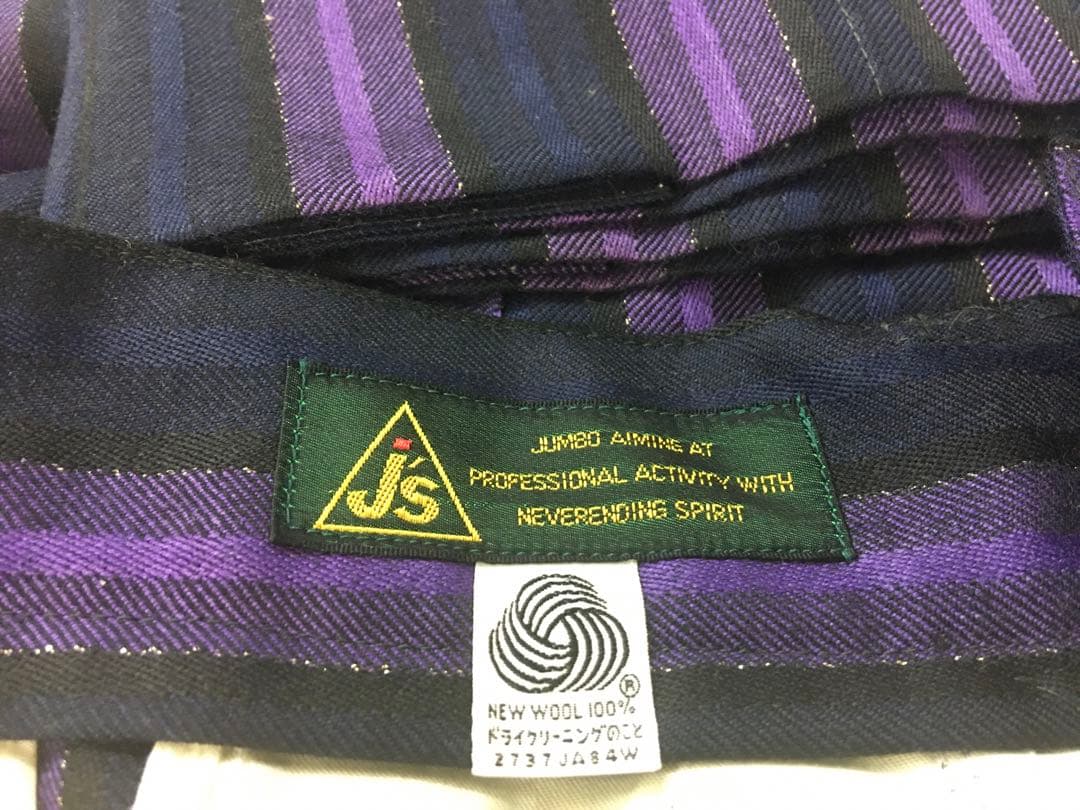 J's
JUMBO AIMING AT
PROFESSIONAL ACTIVITY WITH
NEVERENDING SPIRIT
®
NEW WOOL 100%
ドライクリーニングのこと
2737JA84W